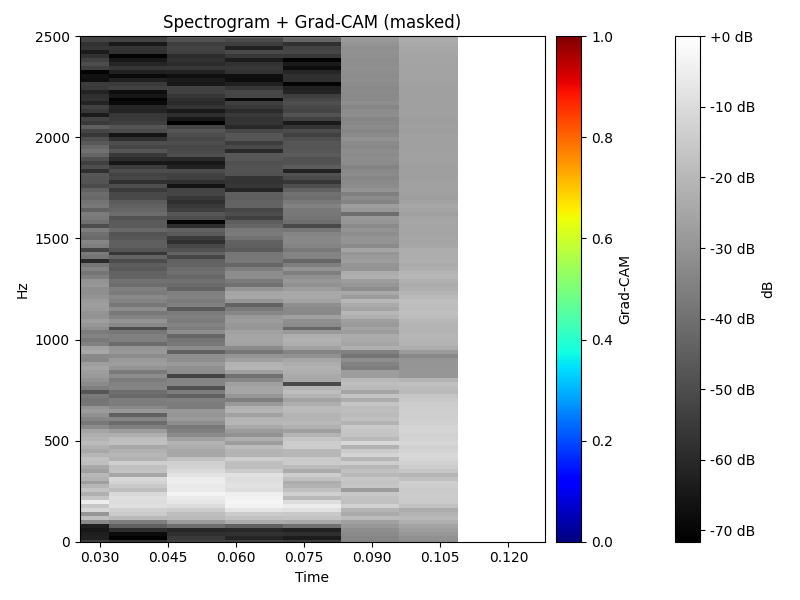 Spectrogram + Grad-CAM (masked)
2500
2000
1500
1000
500
0
Hz
0.030 0.045 0.060 0.075 0.090 0.105 0.120
Time
1.0
0.8
0.6
0.4
0.2
0.0
Grad-CAM
+0 dB
-10 dB
-20 dB
-30 dB
-40 dB
-50 dB
-60 dB
-70 dB
dB